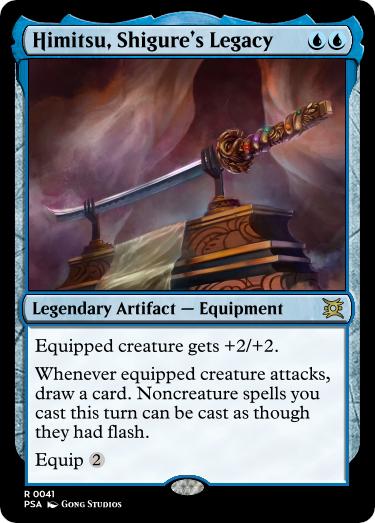 Himitsu, Shigure's Legacy
Legendary Artifact — Equipment
Equipped creature gets +2/+2.
Whenever equipped creature attacks,
draw a card. Noncreature spells you
cast this turn can be cast as though
they had flash.
Equip 2
R 0041
PSA Gong Studios